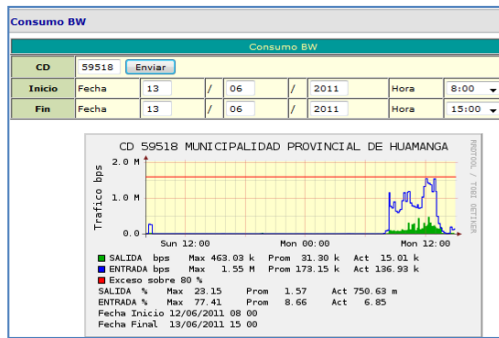 Consumo BW
Consumo BW
CD 59518 Enviar
Inicio Fecha 13 / 06 / 2011 Hora 8:00
Fin Fecha 13 / 06 / 2011 Hora 15:00
CD 59518 MUNICIPALIDAD PROVINCIAL DE HUAMANGA
RRDTOOL / TOBI OETIKER
Trafico bps
2.0 M
1.0 M
0.0
Sun 12:00 Mon 00:00 Mon 12:00
SALIDA bps Max 463.03 k Prom 31.30 k Act 15.01 k
ENTRADA bps Max 1.55 M Prom 173.15 k Act 136.93 k
Exceso sobre 80 %
SALIDA % Max 23.15 Prom 1.57 Act 750.63 m
ENTRADA % Max 77.41 Prom 8.66 Act 6.85
Fecha Inicio 12/06/2011 08 00
Fecha Final 13/06/2011 15 00